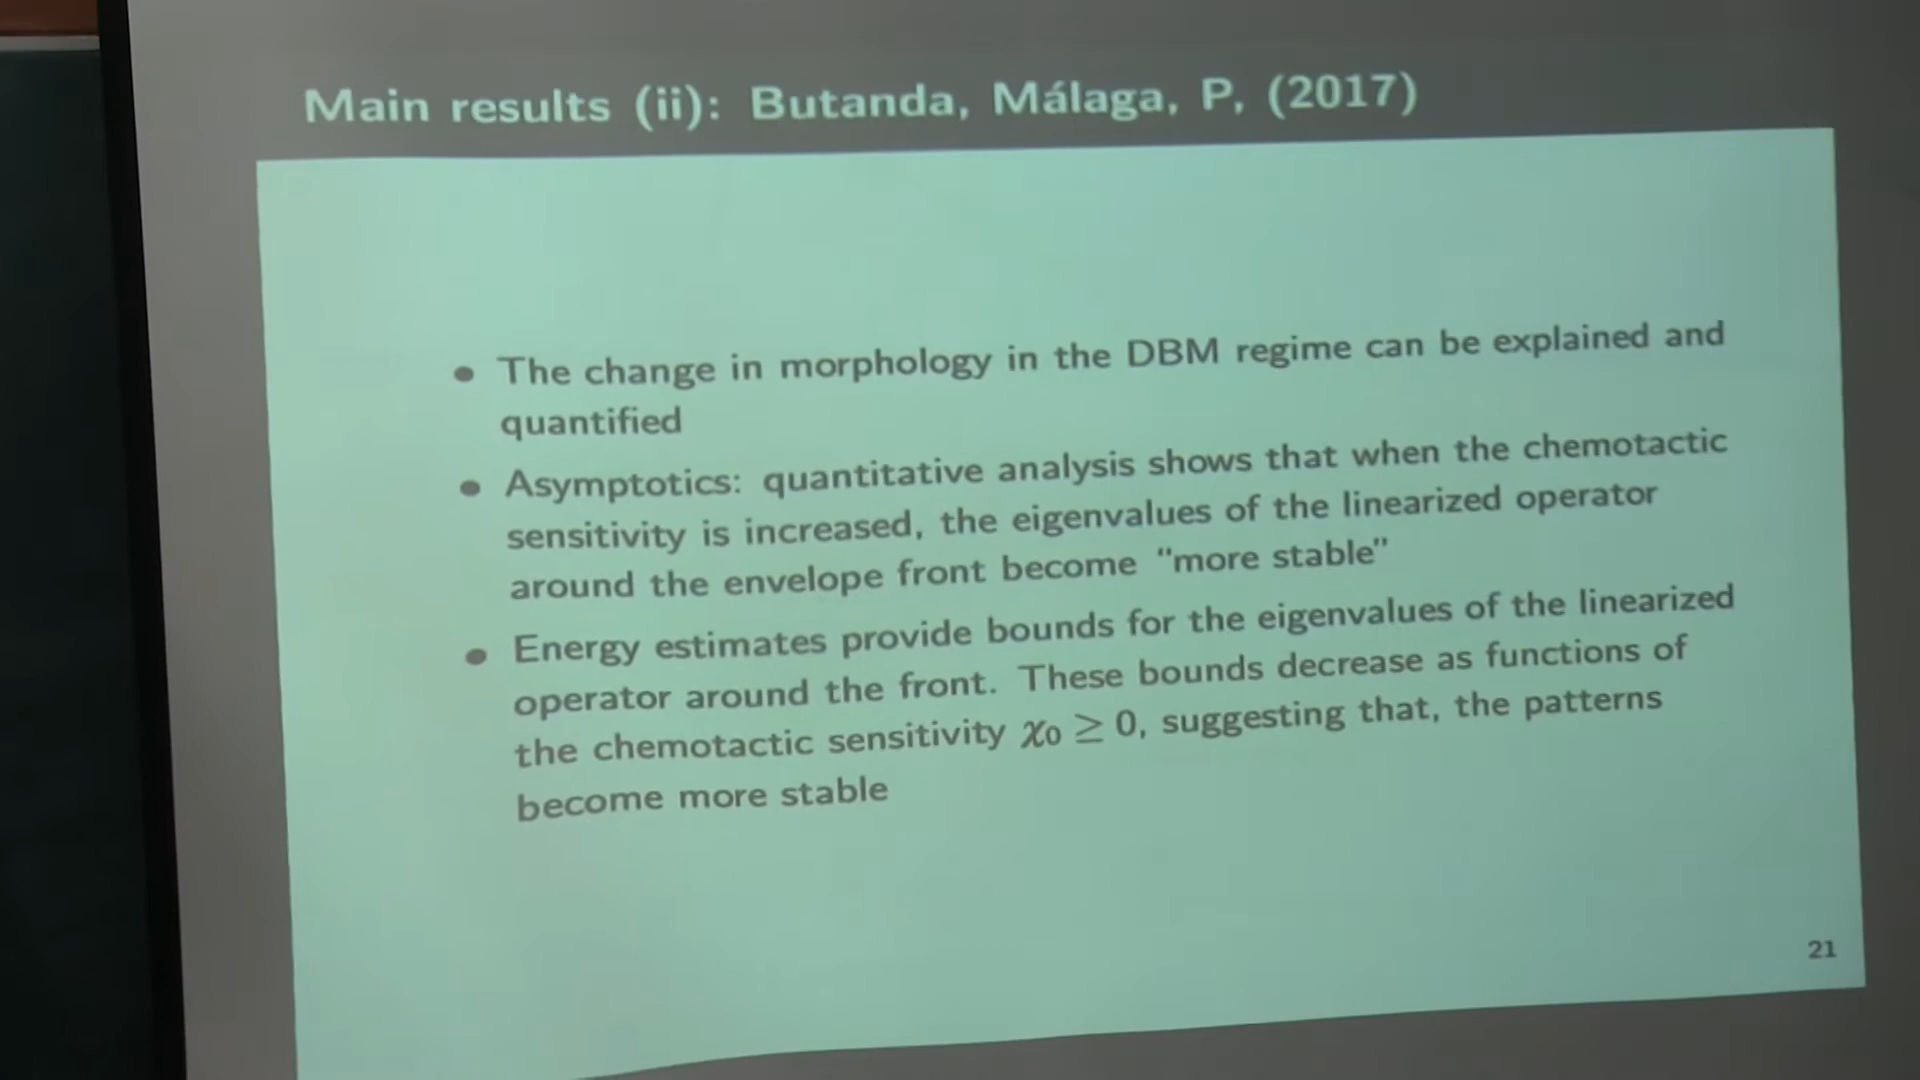 Main results (ii): Butanda, Málaga, P, (2017)
• The change in morphology in the DBM regime can be explained and
quantified
• Asymptotics: quantitative analysis shows that when the chemotactic
sensitivity is increased, the eigenvalues of the linearized operator
around the envelope front become “more stable”
• Energy estimates provide bounds for the eigenvalues of the linearized
operator around the front. These bounds decrease as functions of
the chemotactic sensitivity χ₀ ≥ 0, suggesting that, the patterns
become more stable
21